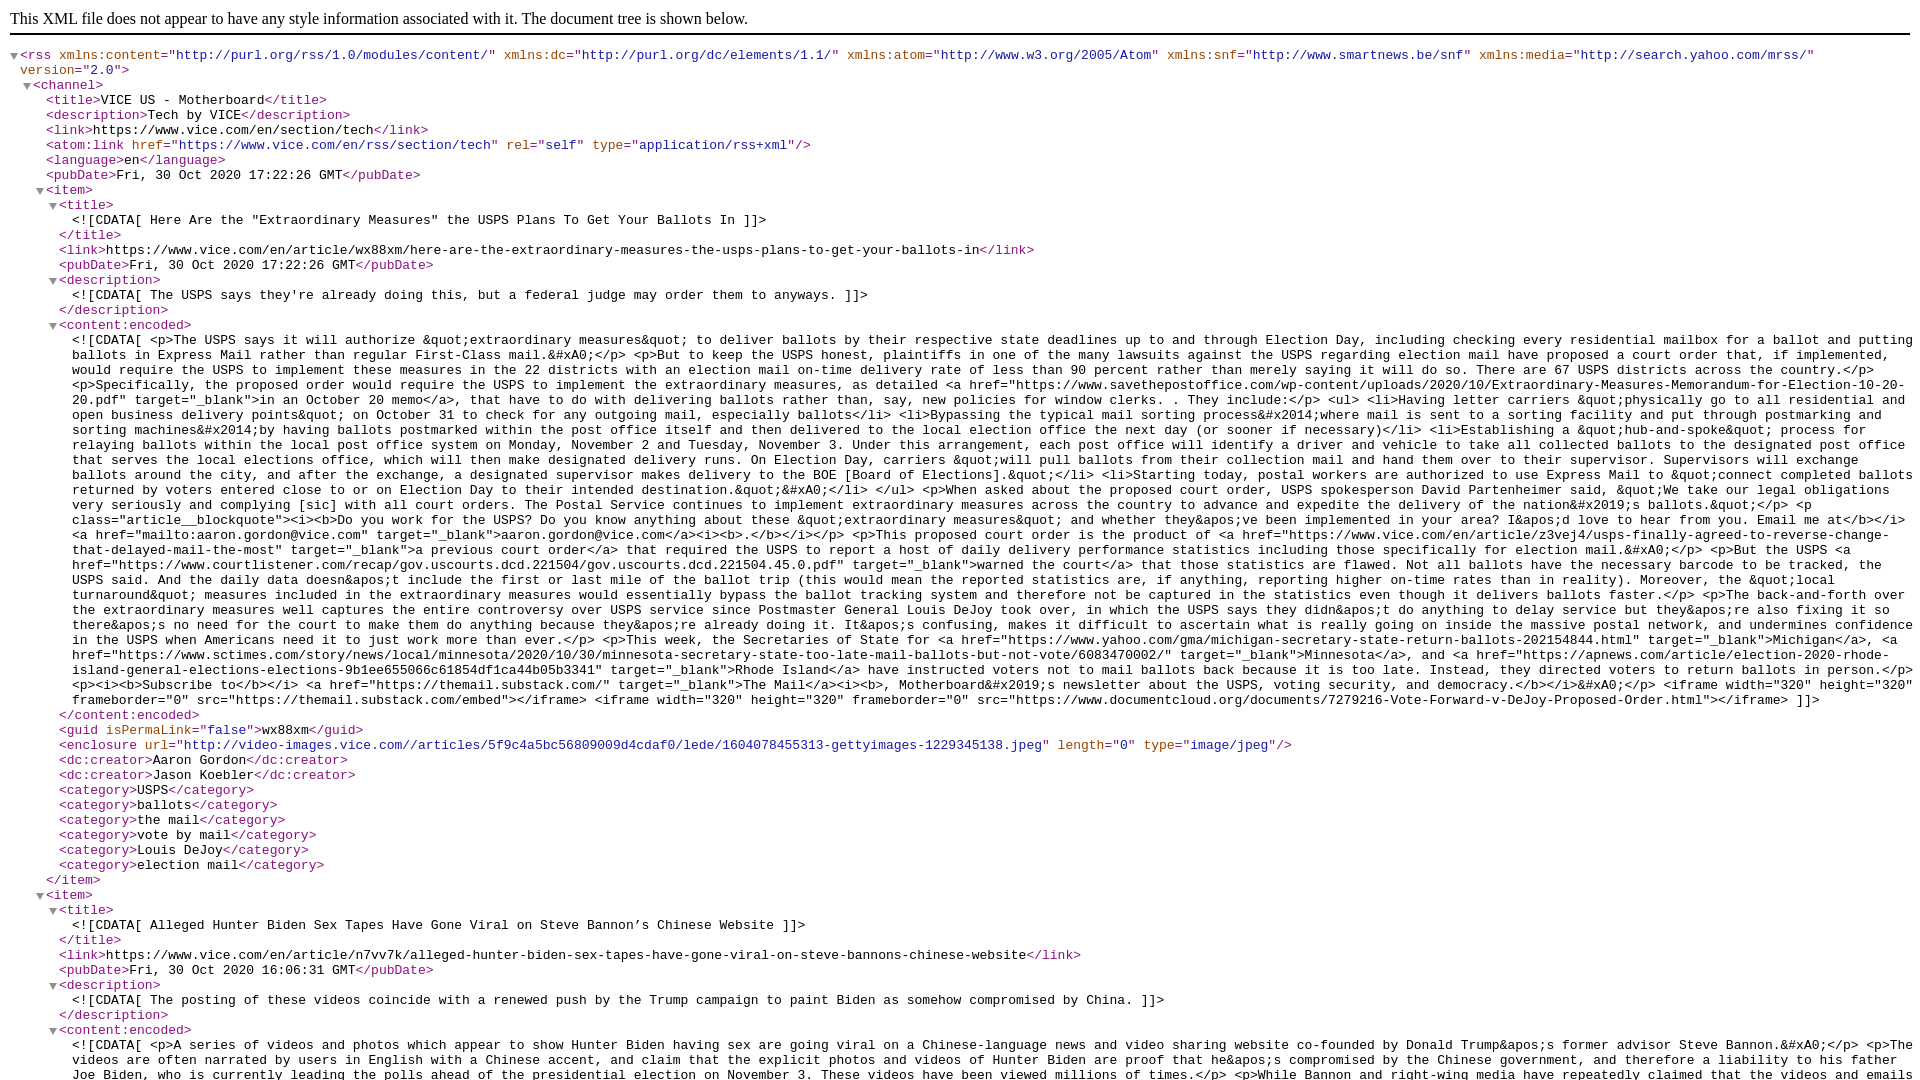 This XML file does not appear to have any style information associated with it. The document tree is shown below.
<rss xmlns:content="http://purl.org/rss/1.0/modules/content/" xmlns:dc="http://purl.org/dc/elements/1.1/" xmlns:atom="http://www.w3.org/2005/Atom" xmlns:snf="http://www.smartnews.be/snf" xmlns:media="http://search.yahoo.com/mrss/"
version="2.0">
<channel>
<title>VICE US - Motherboard</title>
<description>Tech by VICE</description>
<link>https://www.vice.com/en/section/tech</link>
<atom:link href="https://www.vice.com/en/rss/section/tech" rel="self" type="application/rss+xml"/>
<language>en</language>
<pubDate>Fri, 30 Oct 2020 17:22:26 GMT</pubDate>
<item>
<title>
<![CDATA[ Here Are the "Extraordinary Measures" the USPS Plans To Get Your Ballots In ]]>
</title>
<link>https://www.vice.com/en/article/wx88xm/here-are-the-extraordinary-measures-the-usps-plans-to-get-your-ballots-in</link>
<pubDate>Fri, 30 Oct 2020 17:22:26 GMT</pubDate>
<description>
<![CDATA[ The USPS says they're already doing this, but a federal judge may order them to anyways. ]]>
</description>
<content:encoded>
<![CDATA[ <p>The USPS says it will authorize &quot;extraordinary measures&quot; to deliver ballots by their respective state deadlines up to and through Election Day, including checking every residential mailbox for a ballot and putting
ballots in Express Mail rather than regular First-Class mail.&#xA0;</p> <p>But to keep the USPS honest, plaintiffs in one of the many lawsuits against the USPS regarding election mail have proposed a court order that, if implemented,
would require the USPS to implement these measures in the 22 districts with an election mail on-time delivery rate of less than 90 percent rather than merely saying it will do so. There are 67 USPS districts across the country.</p>
<p>Specifically, the proposed order would require the USPS to implement the extraordinary measures, as detailed <a href="https://www.savethepostoffice.com/wp-content/uploads/2020/10/Extraordinary-Measures-Memorandum-for-Election-10-20-
20.pdf" target="_blank">in an October 20 memo</a>, that have to do with delivering ballots rather than, say, new policies for window clerks. . They include:</p> <ul> <li>Having letter carriers &quot;physically go to all residential and
open business delivery points&quot; on October 31 to check for any outgoing mail, especially ballots</li> <li>Bypassing the typical mail sorting process&#x2014;where mail is sent to a sorting facility and put through postmarking and
sorting machines&#x2014;by having ballots postmarked within the post office itself and then delivered to the local election office the next day (or sooner if necessary)</li> <li>Establishing a &quot;hub-and-spoke&quot; process for
relaying ballots within the local post office system on Monday, November 2 and Tuesday, November 3. Under this arrangement, each post office will identify a driver and vehicle to take all collected ballots to the designated post office
that serves the local elections office, which will then make designated delivery runs. On Election Day, carriers &quot;will pull ballots from their collection mail and hand them over to their supervisor. Supervisors will exchange
ballots around the city, and after the exchange, a designated supervisor makes delivery to the BOE [Board of Elections].&quot;</li> <li>Starting today, postal workers are authorized to use Express Mail to &quot;connect completed ballots
returned by voters entered close to or on Election Day to their intended destination.&quot;&#xA0;</li> </ul> <p>When asked about the proposed court order, USPS spokesperson David Partenheimer said, &quot;We take our legal obligations
very seriously and complying [sic] with all court orders. The Postal Service continues to implement extraordinary measures across the country to advance and expedite the delivery of the nation&#x2019;s ballots.&quot;</p> <p
class="article__blockquote"><i><b>Do you work for the USPS? Do you know anything about these &quot;extraordinary measures&quot; and whether they&apos;ve been implemented in your area? I&apos;d love to hear from you. Email me at</b></i>
<a href="mailto:aaron.gordon@vice.com" target="_blank">aaron.gordon@vice.com</a><i><b>.</b></i></p> <p>This proposed court order is the product of <a href="https://www.vice.com/en/article/z3vej4/usps-finally-agreed-to-reverse-change-
that-delayed-mail-the-most" target="_blank">a previous court order</a> that required the USPS to report a host of daily delivery performance statistics including those specifically for election mail.&#xA0;</p> <p>But the USPS <a
href="https://www.courtlistener.com/recap/gov.uscourts.dcd.221504/gov.uscourts.dcd.221504.45.0.pdf" target="_blank">warned the court</a> that those statistics are flawed. Not all ballots have the necessary barcode to be tracked, the
USPS said. And the daily data doesn&apos;t include the first or last mile of the ballot trip (this would mean the reported statistics are, if anything, reporting higher on-time rates than in reality). Moreover, the &quot;local
turnaround&quot; measures included in the extraordinary measures would essentially bypass the ballot tracking system and therefore not be captured in the statistics even though it delivers ballots faster.</p> <p>The back-and-forth over
the extraordinary measures well captures the entire controversy over USPS service since Postmaster General Louis DeJoy took over, in which the USPS says they didn&apos;t do anything to delay service but they&apos;re also fixing it so
there&apos;s no need for the court to make them do anything because they&apos;re already doing it. It&apos;s confusing, makes it difficult to ascertain what is really going on inside the massive postal network, and undermines confidence
in the USPS when Americans need it to just work more than ever.</p> <p>This week, the Secretaries of State for <a href="https://www.yahoo.com/gma/michigan-secretary-state-return-ballots-202154844.html" target="_blank">Michigan</a>, <a
href="https://www.sctimes.com/story/news/local/minnesota/2020/10/30/minnesota-secretary-state-too-late-mail-ballots-but-not-vote/6083470002/" target="_blank">Minnesota</a>, and <a href="https://apnews.com/article/election-2020-rhode-
island-general-elections-elections-9b1ee655066c61854df1ca44b05b3341" target="_blank">Rhode Island</a> have instructed voters not to mail ballots back because it is too late. Instead, they directed voters to return ballots in person.</p>
<p><i><b>Subscribe to</b></i> <a href="https://themail.substack.com/" target="_blank">The Mail</a><i><b>, Motherboard&#x2019;s newsletter about the USPS, voting security, and democracy.</b></i>&#xA0;</p> <iframe width="320" height="320"
frameborder="0" src="https://themail.substack.com/embed"></iframe> <iframe width="320" height="320" frameborder="0" src="https://www.documentcloud.org/documents/7279216-Vote-Forward-v-DeJoy-Proposed-Order.html"></iframe> ]]>
</content:encoded>
<guid isPermaLink="false">wx88xm</guid>
<enclosure url="http://video-images.vice.com//articles/5f9c4a5bc56809009d4cdaf0/lede/1604078455313-gettyimages-1229345138.jpeg" length="0" type="image/jpeg"/>
<dc:creator>Aaron Gordon</dc:creator>
<dc:creator>Jason Koebler</dc:creator>
<category>USPS</category>
<category>ballots</category>
<category>the mail</category>
<category>vote by mail</category>
<category>Louis DeJoy</category>
<category>election mail</category>
</item>
<item>
<title>
<![CDATA[ Alleged Hunter Biden Sex Tapes Have Gone Viral on Steve Bannon’s Chinese Website ]]>
</title>
<link>https://www.vice.com/en/article/n7vv7k/alleged-hunter-biden-sex-tapes-have-gone-viral-on-steve-bannons-chinese-website</link>
<pubDate>Fri, 30 Oct 2020 16:06:31 GMT</pubDate>
<description>
<![CDATA[ The posting of these videos coincide with a renewed push by the Trump campaign to paint Biden as somehow compromised by China. ]]>
</description>
<content:encoded>
<![CDATA[ <p>A series of videos and photos which appear to show Hunter Biden having sex are going viral on a Chinese-language news and video sharing website co-founded by Donald Trump&apos;s former advisor Steve Bannon.&#xA0;</p> <p>The
videos are often narrated by users in English with a Chinese accent, and claim that the explicit photos and videos of Hunter Biden are proof that he&apos;s compromised by the Chinese government, and therefore a liability to his father
Joe Biden, who is currently leading the polls ahead of the presidential election on November 3. These videos have been viewed millions of times.</p> <p>While Bannon and right-wing media have repeatedly claimed that the videos and emails